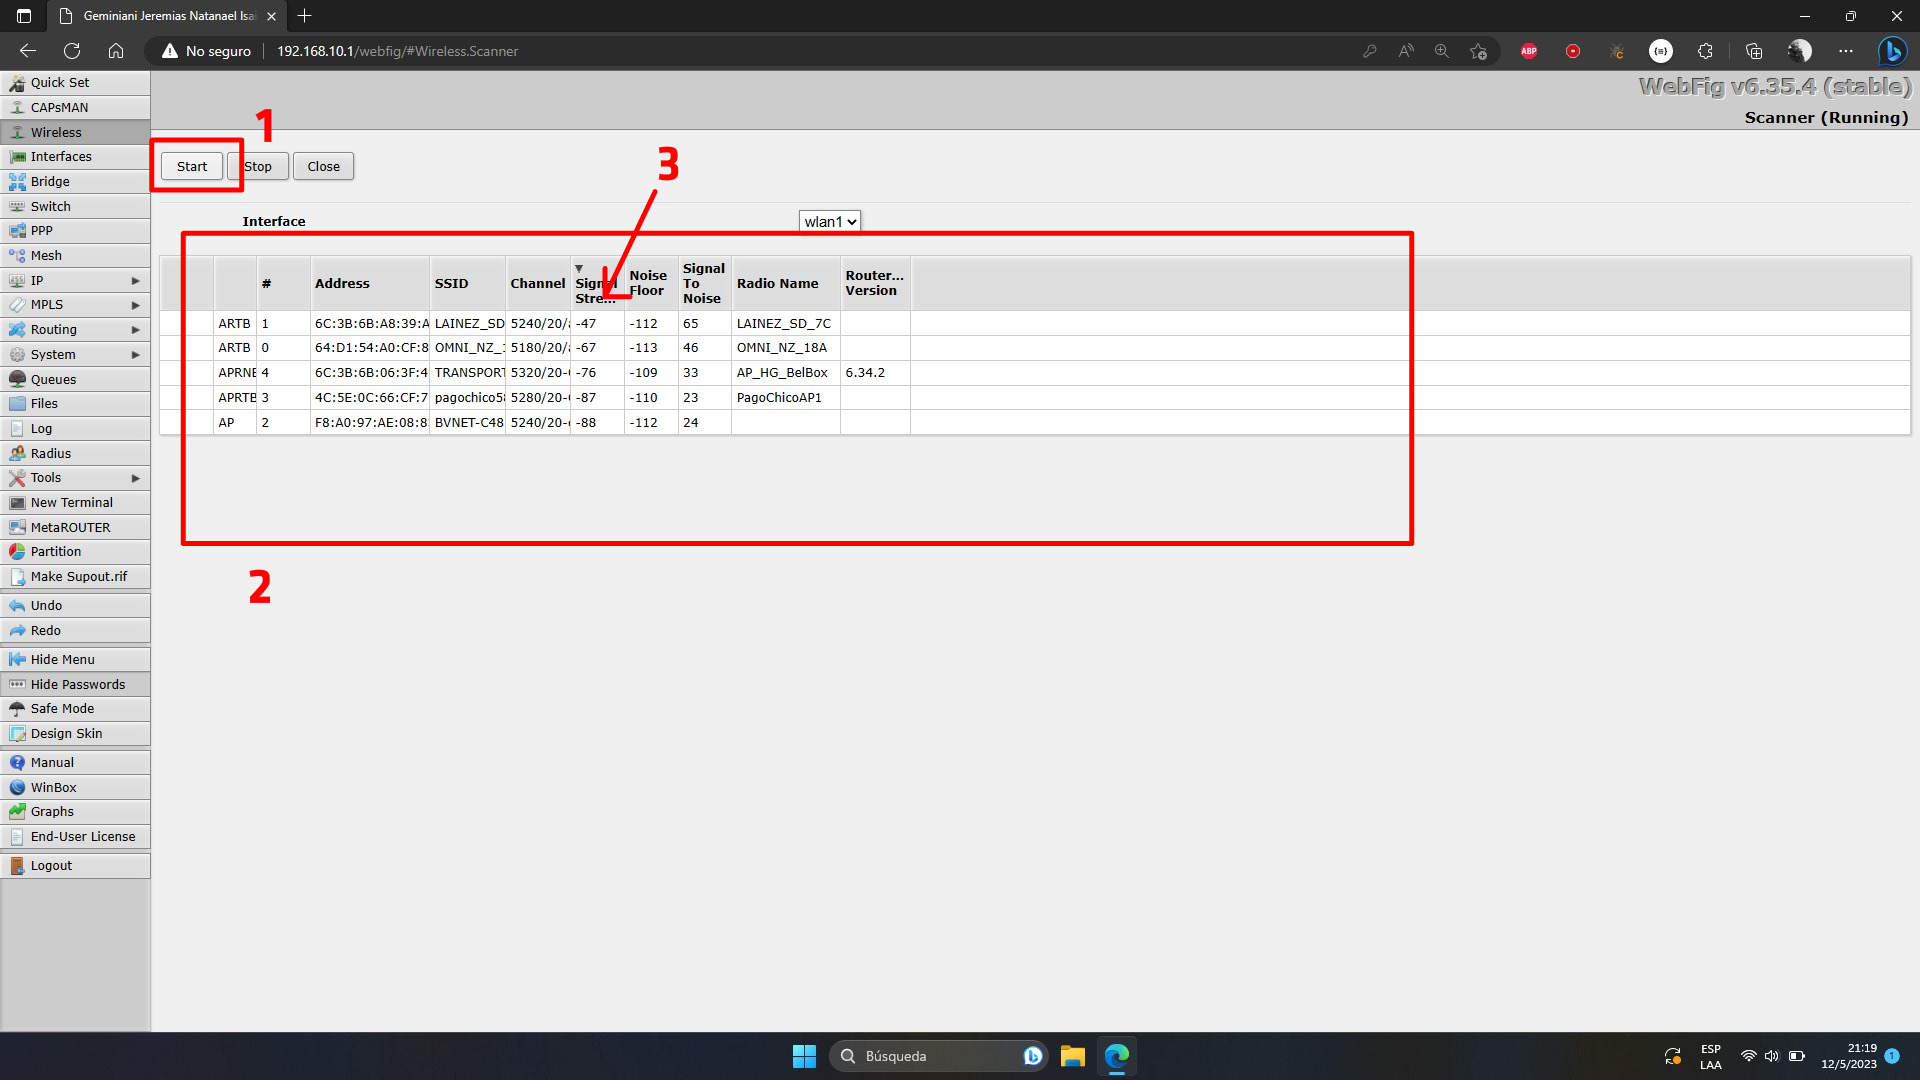 Geminiani Jeremias Natanael Isai
No seguro
192.168.10.1/webfig/#Wireless.Scanner
ABP
WebFig v6.35.4 (stable)
Scanner (Running)
Quick Set
CAPsMAN
Wireless
Interfaces
Bridge
Switch
PPP
Mesh
IP
MPLS
Routing
System
Queues
Files
Log
Radius
Tools
New Terminal
MetaROUTER
Partition
Make Supout.rif
Undo
Redo
Hide Menu
Hide Passwords
Safe Mode
Design Skin
Manual
WinBox
Graphs
End-User License
Logout
1
Start Stop Close
3
Interface wlan1
# Address SSID Channel Signal Stre... Noise Floor Signal To Noise Radio Name Router... Version
ARTB 1 6C:3B:6B:A8:39:A LAINEZ_SD 5240/20/ -47 -112 65 LAINEZ_SD_7C
ARTB 0 64:D1:54:A0:CF:8 OMNI_NZ_ 5180/20/ -67 -113 46 OMNI_NZ_18A
APRNE 4 6C:3B:6B:06:3F:4 TRANSPORT 5320/20- -76 -109 33 AP_HG_BelBox 6.34.2
APRTB 3 4C:5E:0C:66:CF:7 pagochico5 5280/20- -87 -110 23 PagoChicoAP1
AP 2 F8:A0:97:AE:08:8 BVNET-C48 5240/20- -88 -112 24
2
Búsqueda
ESP
LAA
21:19
12/5/2023
1